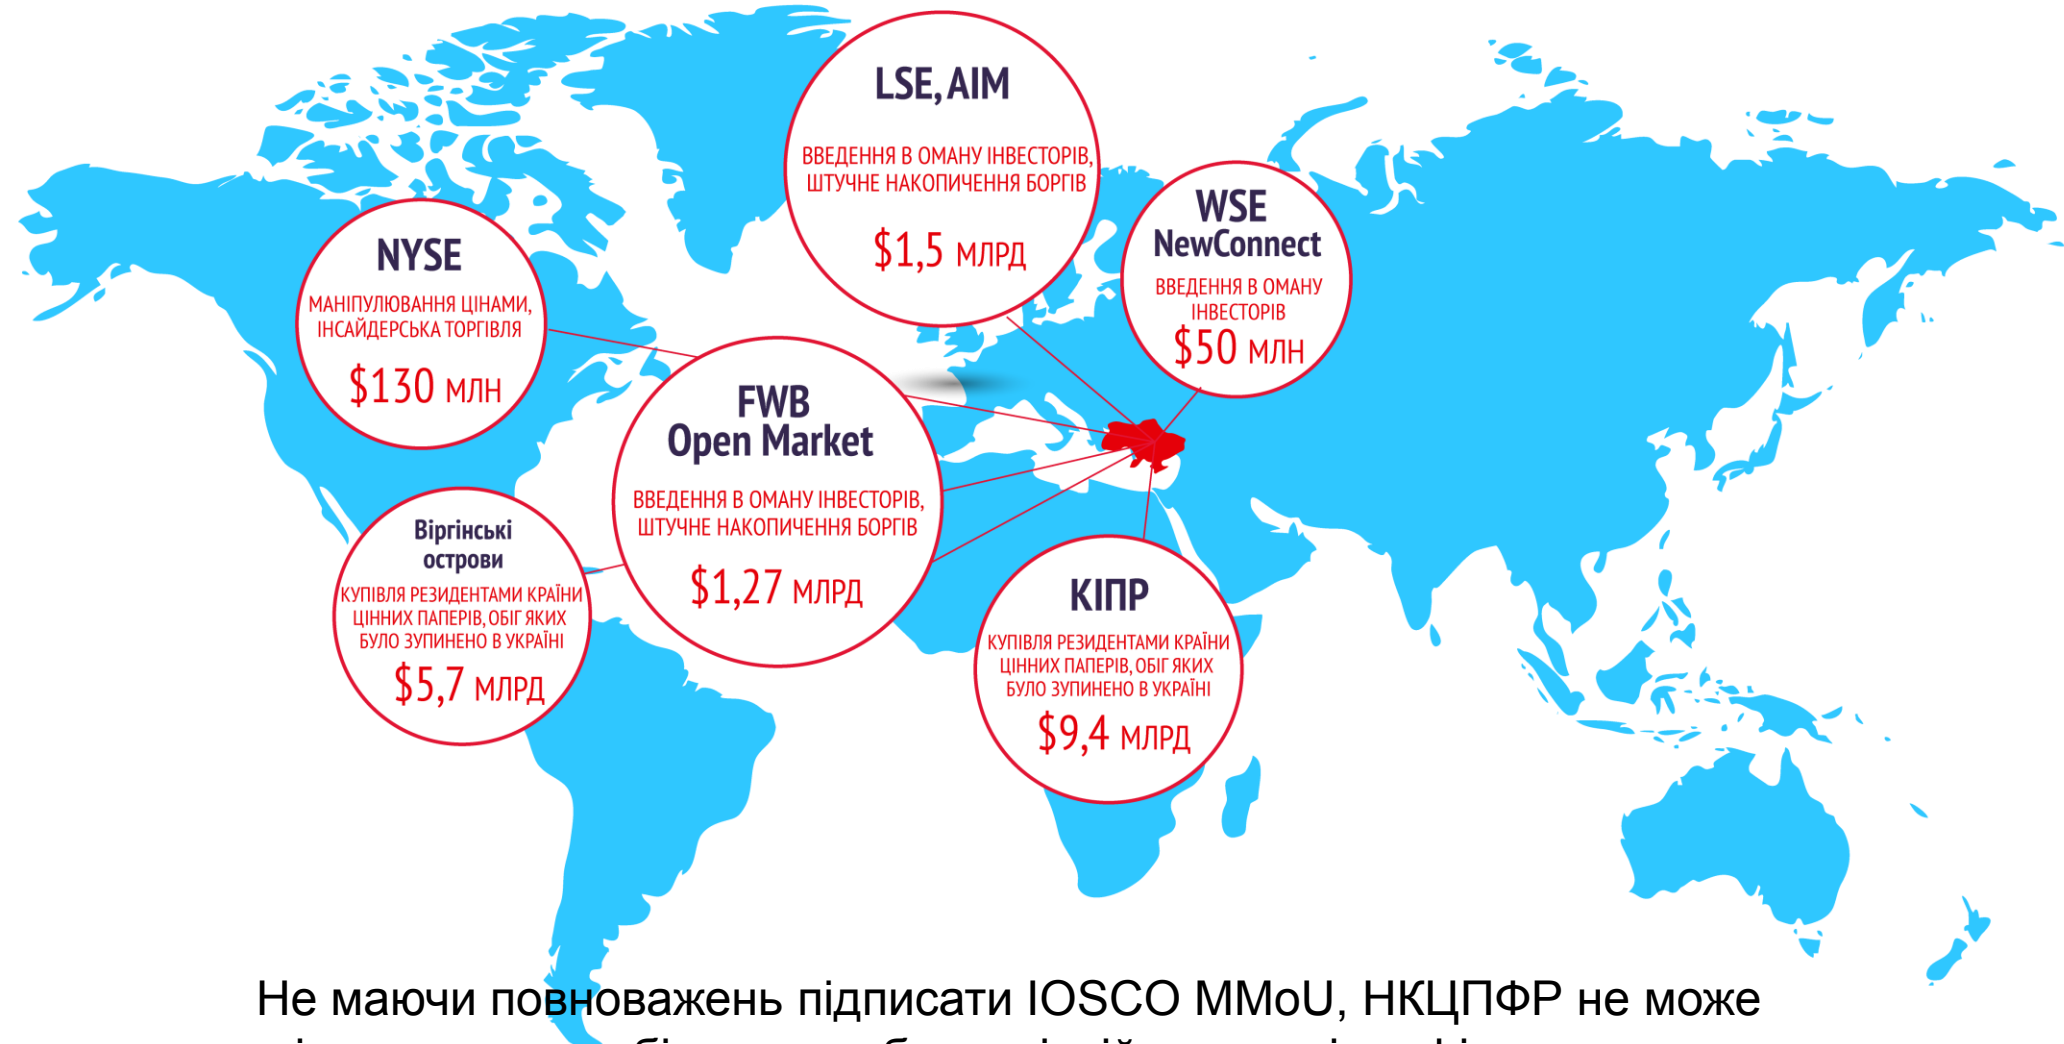 LSE, AIM
ВВЕДЕННЯ В ОМАНУ ІНВЕСТОРІВ,
ШТУЧНЕ НАКОПИЧЕННЯ БОРГІВ
$1,5 МЛРД
WSE
NewConnect
ВВЕДЕННЯ В ОМАНУ
ІНВЕСТОРІВ
$50 МЛН
NYSE
МАНІПУЛЮВАННЯ ЦІНАМИ,
ІНСАЙДЕРСЬКА ТОРГІВЛЯ
$130 МЛН
FWB
Open Market
ВВЕДЕННЯ В ОМАНУ ІНВЕСТОРІВ,
ШТУЧНЕ НАКОПИЧЕННЯ БОРГІВ
$1,27 МЛРД
Віргінські
острови
КУПІВЛЯ РЕЗИДЕНТАМИ КРАЇНИ
ЦІННИХ ПАПЕРІВ, ОБІГ ЯКИХ
БУЛО ЗУПИНЕНО В УКРАЇНІ
$5,7 МЛРД
КІПР
КУПІВЛЯ РЕЗИДЕНТАМИ КРАЇНИ
ЦІННИХ ПАПЕРІВ, ОБІГ ЯКИХ
БУЛО ЗУПИНЕНО В УКРАЇНІ
$9,4 МЛРД
Не маючи повноважень підписати IOSCO MMoU, НКЦПФР не може